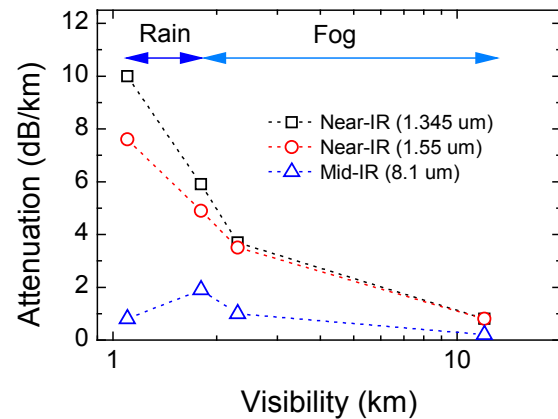 Rain
Fog
12
10
8
6
4
2
0
Attenuation (dB/km)
Near-IR (1.345 um)
Near-IR (1.55 um)
Mid-IR (8.1 um)
1
10
Visibility (km)